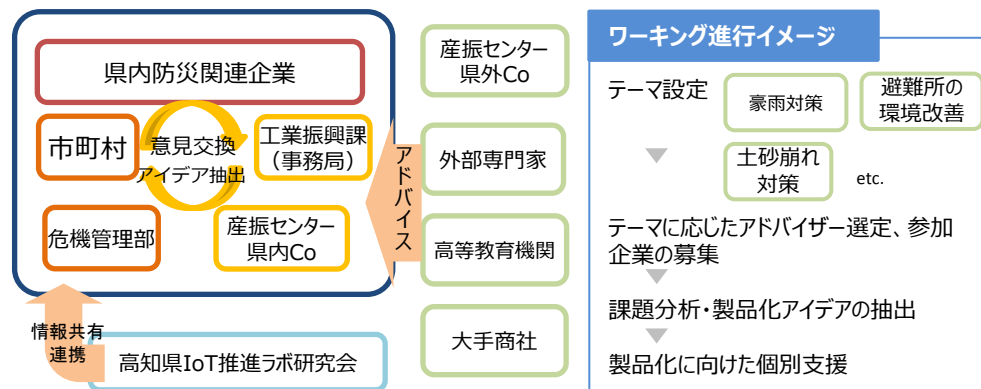 県内防災関連企業
市町村
意見交換
アイデア抽出
工業振興課
（事務局）
危機管理部
産振センター
県内Co
アドバイス
情報共有
連携
高知県IoT推進ラボ研究会
産振センター
県外Co
外部専門家
高等教育機関
大手商社
ワーキング進行イメージ
テーマ設定
豪雨対策
避難所の
環境改善
土砂崩れ
対策
etc.
テーマに応じたアドバイザー選定、参加
企業の募集
課題分析・製品化アイデアの抽出
製品化に向けた個別支援